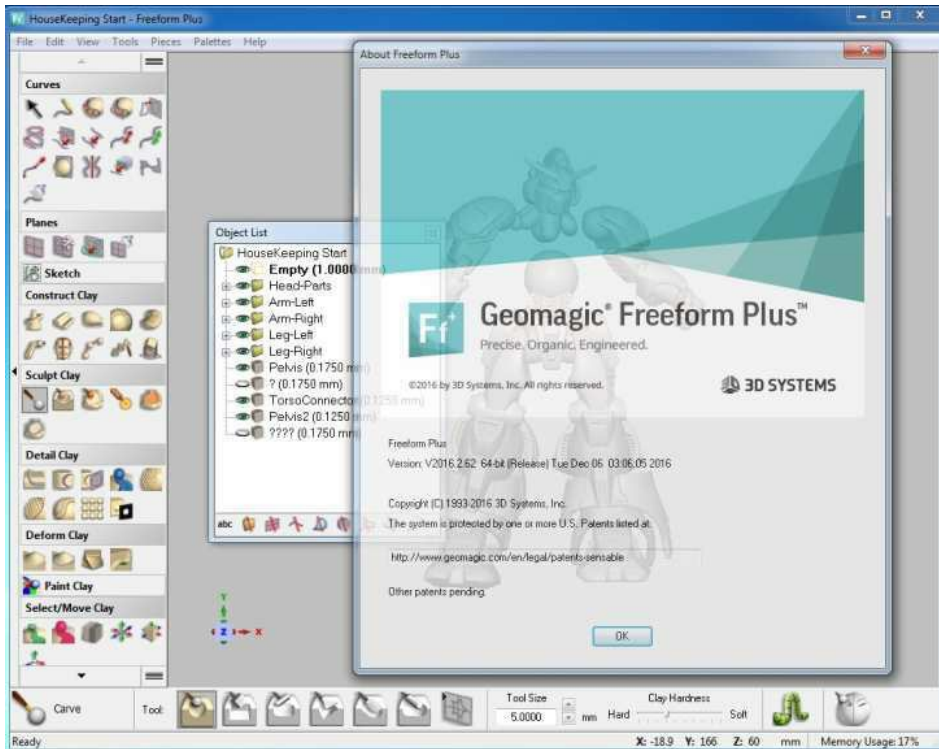 HouseKeeping Start - Freeform Plus
File Edit View Tools Pieces Palettes Help
About Freeform Plus
Curves
Planes
Sketch
Construct Clay
Sculpt Clay
Detail Clay
Deform Clay
Paint Clay
Select/Move Clay
Object List
HouseKeeping Start
Empty (1.0000 mm)
Head-Parts
Arm-Left
Arm-Right
Leg-Left
Leg-Right
Pelvis (0.1750 mm)
? (0.1750 mm)
TorsoConnector (0.1250 mm)
Pelvis2 (0.1250 mm)
???? (0.1750 mm)
abc
Y
Z X
Ff+
Geomagic® Freeform Plus™
Precise. Organic. Engineered.
©2016 by 3D Systems, Inc. All rights reserved.
3D SYSTEMS
Freeform Plus
Version: V2016.2.62 64-bit (Release) Tue Dec 06 03:06:05 2016
Copyright (C) 1993-2016 3D Systems, Inc.
The system is protected by one or more U.S. Patents listed at:
http://www.geomagic.com/en/legal/patents-sensable
Other patents pending.
OK
Carve
Tool:
Tool Size
5.0000 mm
Clay Hardness
Hard Soft
Ready
X: -18.9 Y: 166 Z: 60 mm Memory Usage: 17%